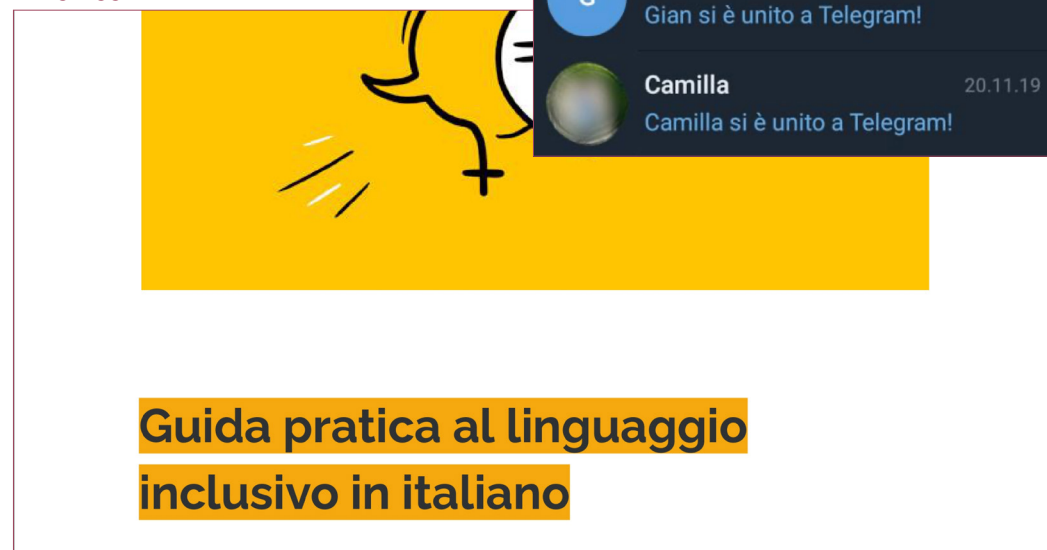 Gian si è unito a Telegram!
Camilla
20.11.19
Camilla si è unito a Telegram!
Guida pratica al linguaggio
inclusivo in italiano